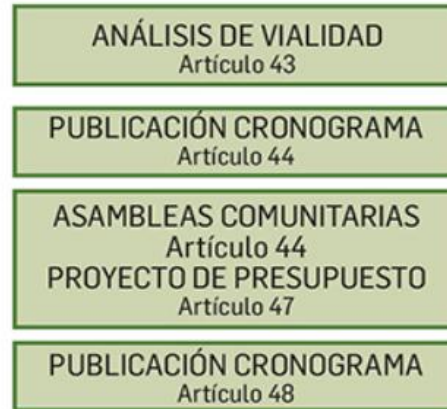 ANÁLISIS DE VIALIDAD
Artículo 43
PUBLICACIÓN CRONOGRAMA
Artículo 44
ASAMBLEAS COMUNITARIAS
Artículo 44
PROYECTO DE PRESUPUESTO
Artículo 47
PUBLICACIÓN CRONOGRAMA
Artículo 48